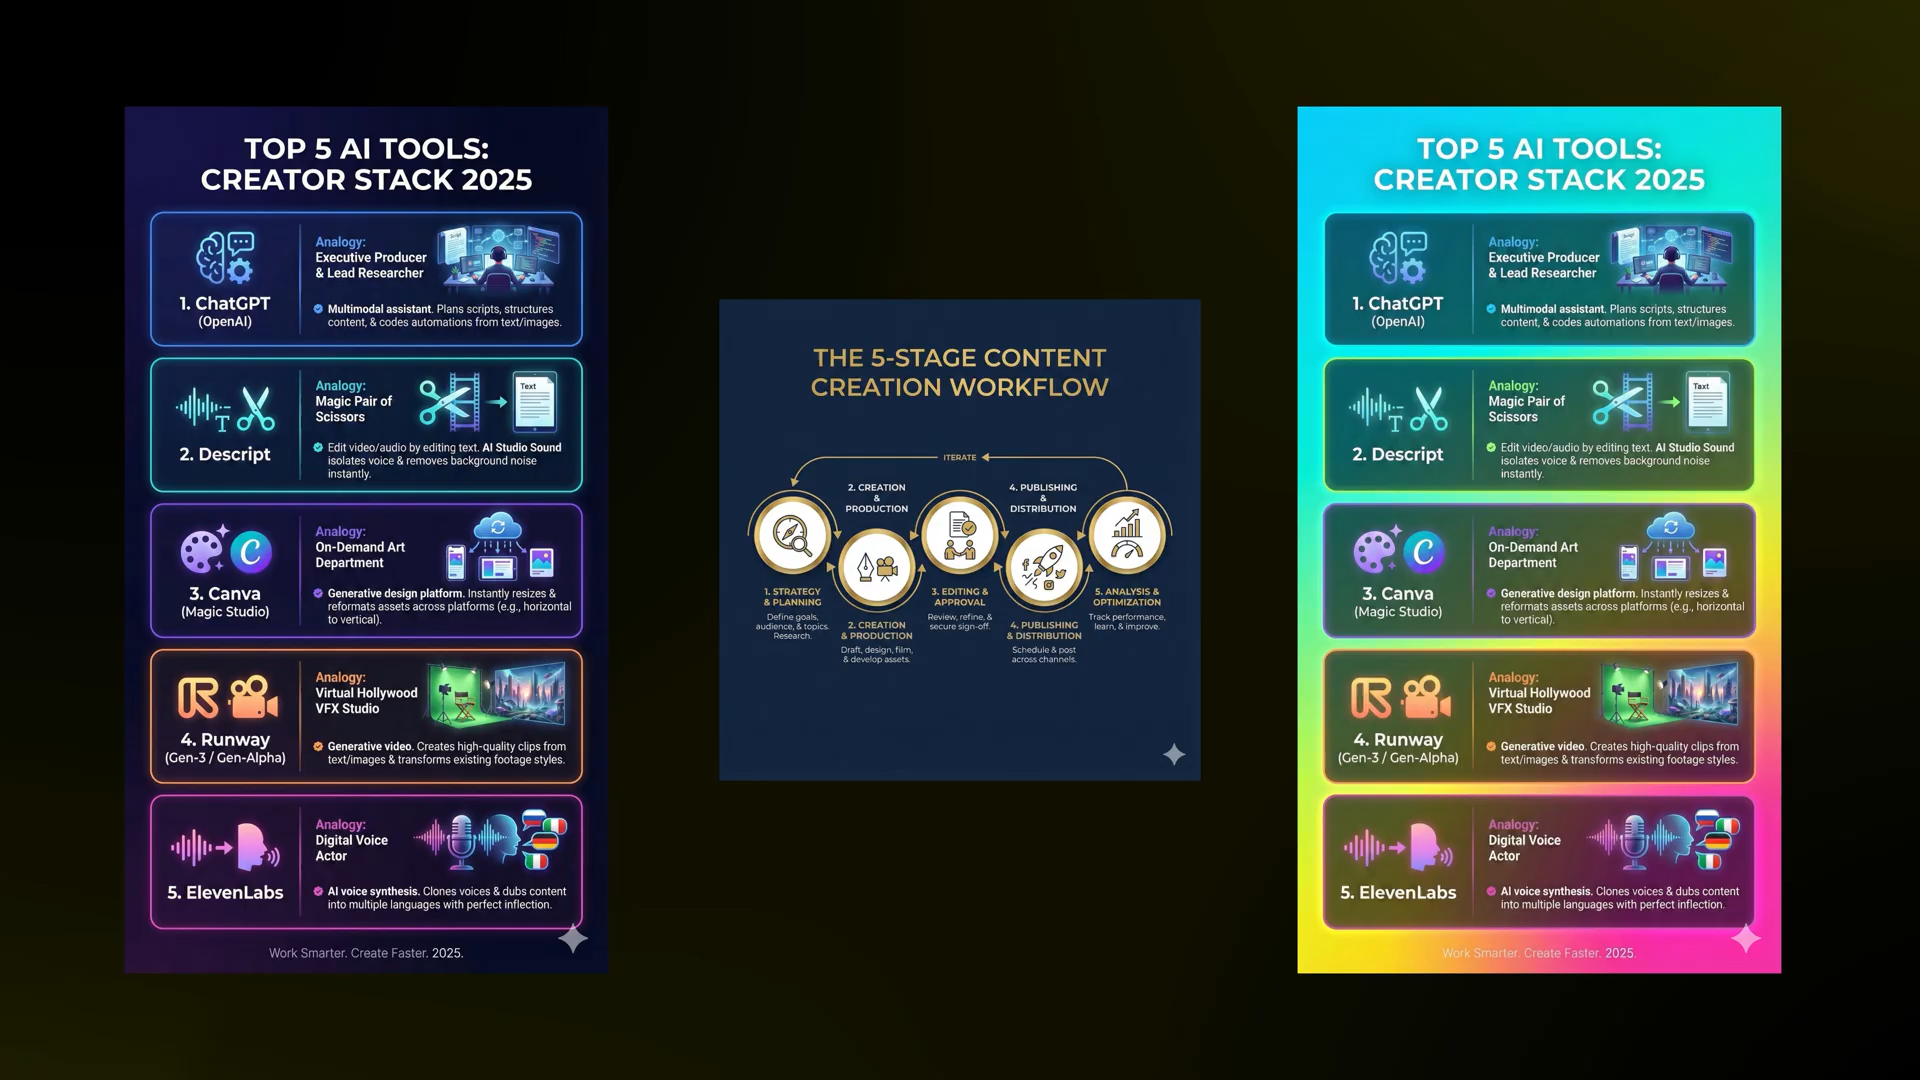 TOP 5 AI TOOLS:
CREATOR STACK 2025
1. ChatGPT
(OpenAI)
Analogy:
Executive Producer
& Lead Researcher
Script
Multimodal assistant. Plans scripts, structures
content, & codes automations from text/images.
T
2. Descript
Analogy:
Magic Pair of
Scissors
Text
Edit video/audio by editing text. AI Studio Sound
isolates voice & removes background noise
instantly.
C
3. Canva
(Magic Studio)
Analogy:
On-Demand Art
Department
Generative design platform. Instantly resizes &
reformats assets across platforms (e.g., horizontal
to vertical).
4. Runway
(Gen-3 / Gen-Alpha)
Analogy:
Virtual Hollywood
VFX Studio
Generative video. Creates high-quality clips from
text/images & transforms existing footage styles.
5. ElevenLabs
Analogy:
Digital Voice
Actor
AI voice synthesis. Clones voices & dubs content
into multiple languages with perfect inflection.
Work Smarter. Create Faster. 2025.
THE 5-STAGE CONTENT
CREATION WORKFLOW
ITERATE
2. CREATION
&
PRODUCTION
4. PUBLISHING
&
DISTRIBUTION
1. STRATEGY
& PLANNING
Define goals,
audience, & topics.
Research.
2. CREATION
& PRODUCTION
Draft, design, film,
& develop assets.
3. EDITING &
APPROVAL
Review, refine, &
secure sign-off.
4. PUBLISHING
& DISTRIBUTION
Schedule & post
across channels.
5. ANALYSIS &
OPTIMIZATION
Track performance,
learn, & improve.
TOP 5 AI TOOLS:
CREATOR STACK 2025
1. ChatGPT
(OpenAI)
Analogy:
Executive Producer
& Lead Researcher
Script
Multimodal assistant. Plans scripts, structures
content, & codes automations from text/images.
T
2. Descript
Analogy:
Magic Pair of
Scissors
Text
Edit video/audio by editing text. AI Studio Sound
isolates voice & removes background noise
instantly.
C
3. Canva
(Magic Studio)
Analogy:
On-Demand Art
Department
Generative design platform. Instantly resizes &
reformats assets across platforms (e.g., horizontal
to vertical).
4. Runway
(Gen-3 / Gen-Alpha)
Analogy:
Virtual Hollywood
VFX Studio
Generative video. Creates high-quality clips from
text/images & transforms existing footage styles.
5. ElevenLabs
Analogy:
Digital Voice
Actor
AI voice synthesis. Clones voices & dubs content
into multiple languages with perfect inflection.
Work Smarter. Create Faster. 2025.